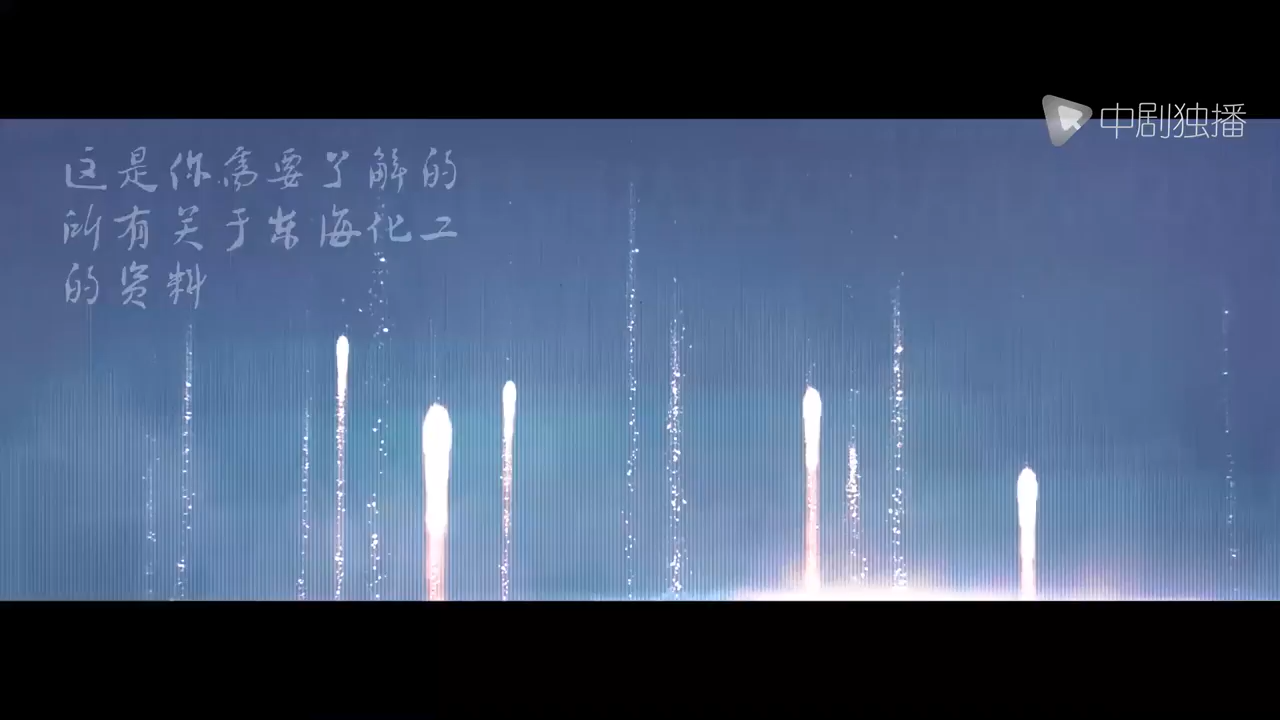 中剧独播
这是你需要了解的
所有关于东海化工
的资料